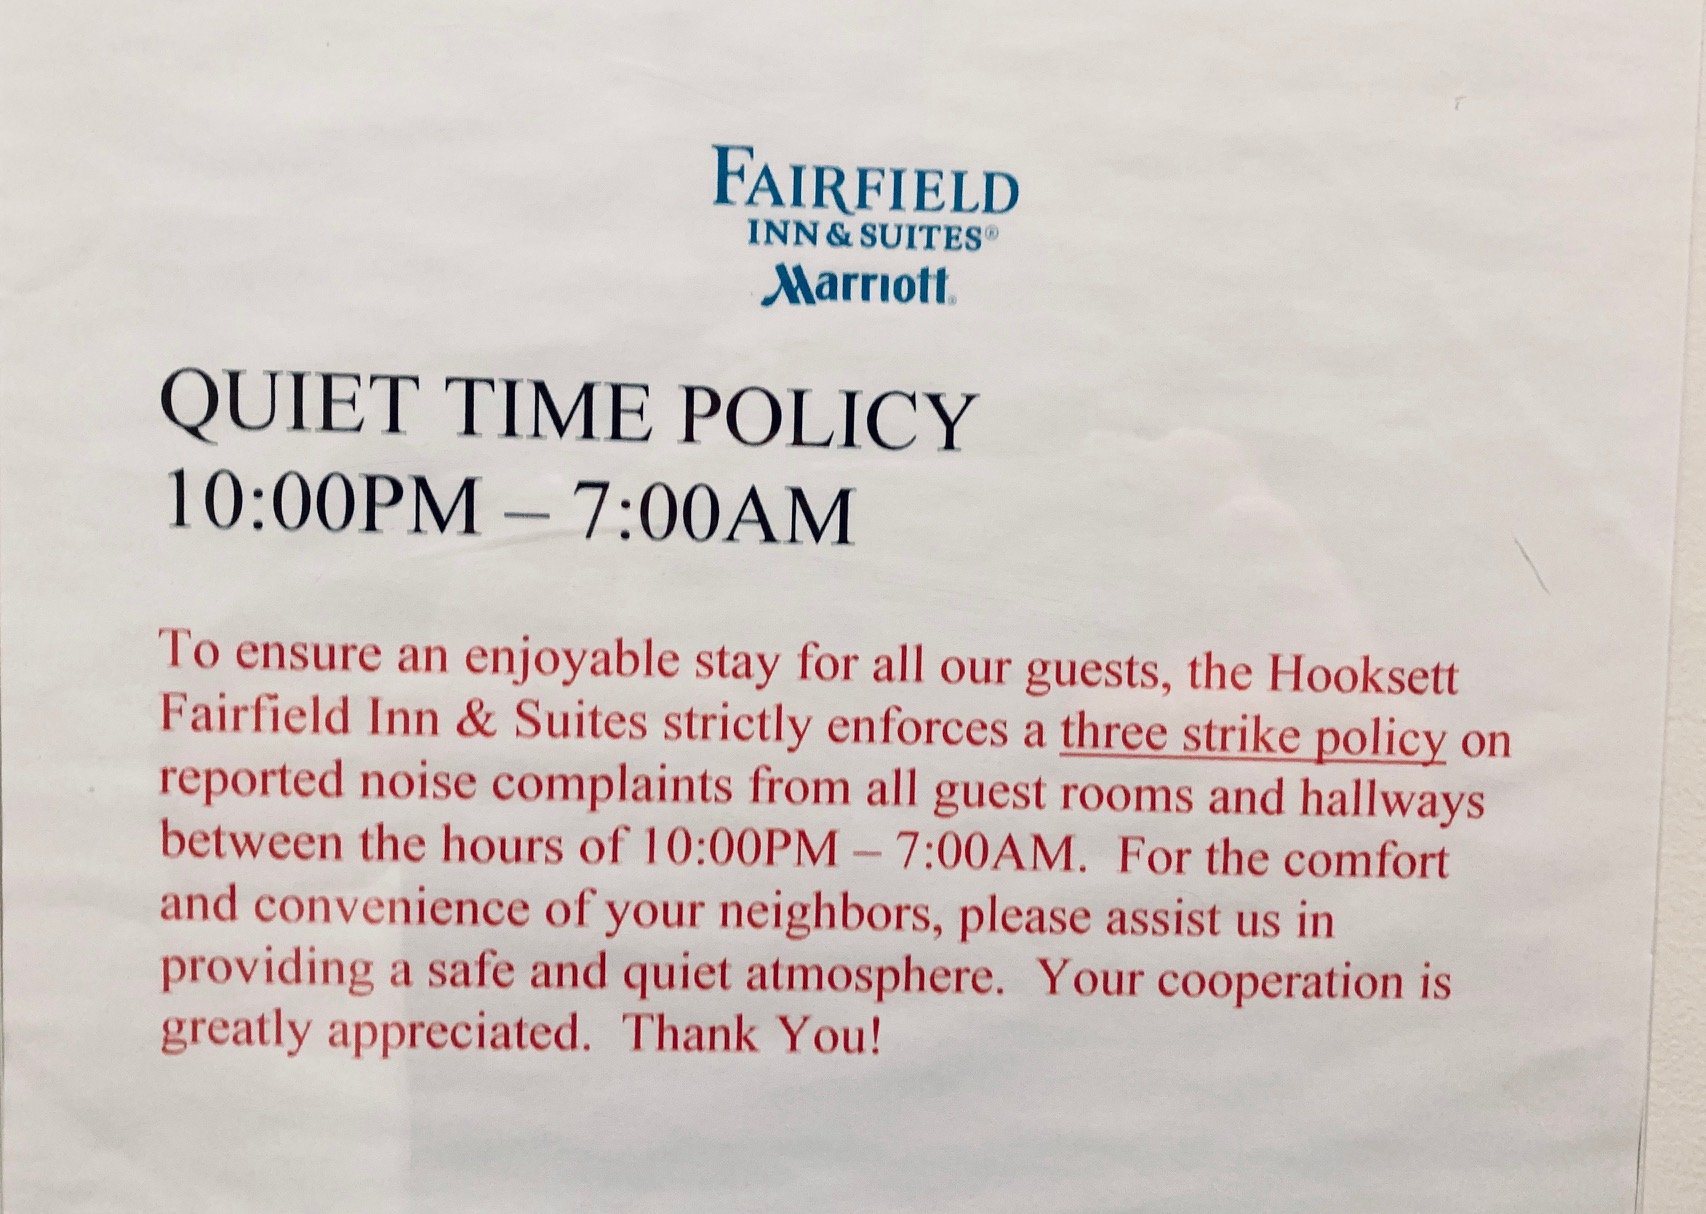 FAIRFIELD
INN & SUITES®
Marriott®
QUIET TIME POLICY
10:00PM – 7:00AM
To ensure an enjoyable stay for all our guests, the Hooksett
Fairfield Inn & Suites strictly enforces a three strike policy on
reported noise complaints from all guest rooms and hallways
between the hours of 10:00PM – 7:00AM.  For the comfort
and convenience of your neighbors, please assist us in
providing a safe and quiet atmosphere.  Your cooperation is
greatly appreciated.  Thank You!